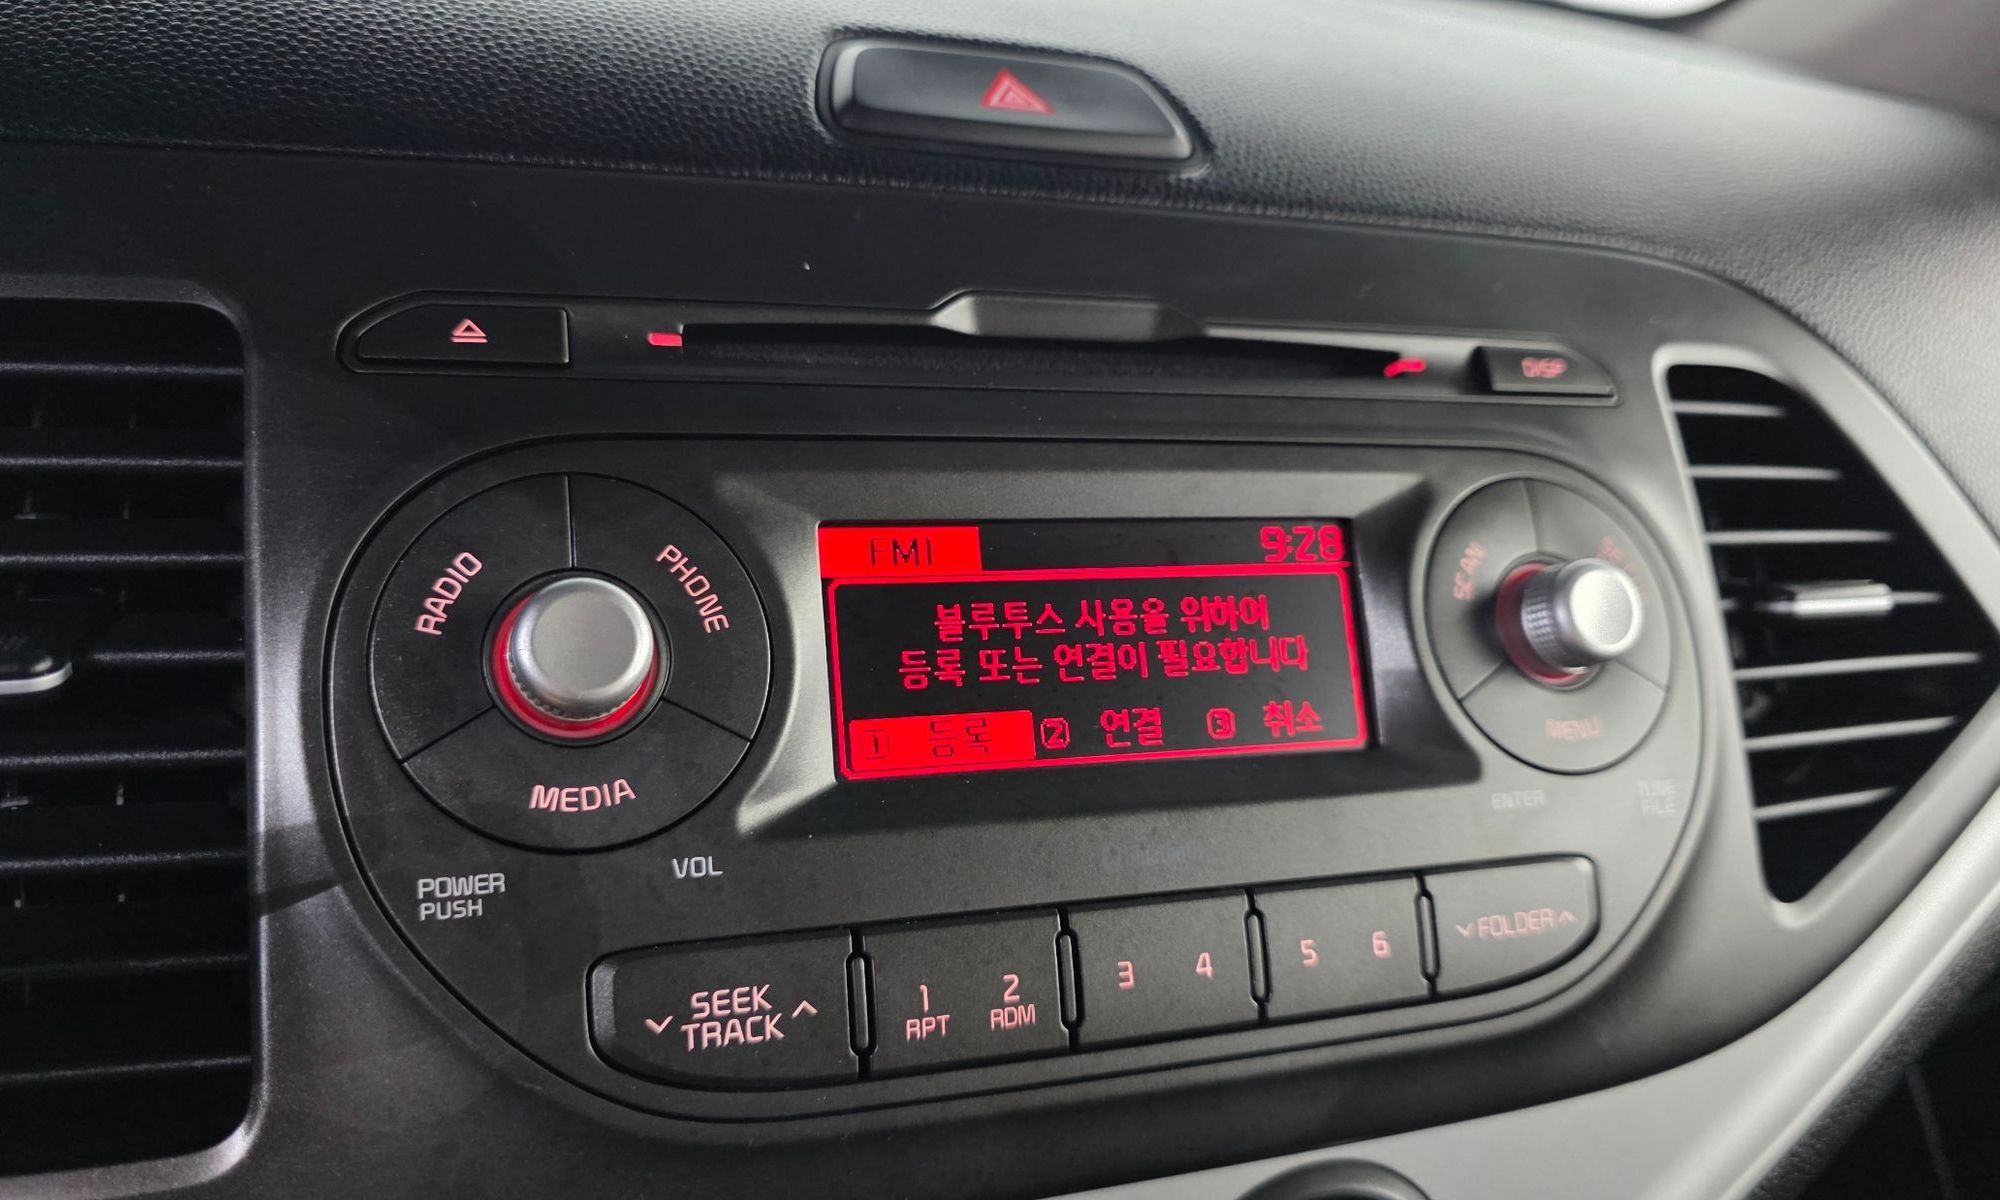 DISP
RADIO
PHONE
MEDIA
FM1 9:28
블루투스 사용을 위하여
등록 또는 연결이 필요합니다
1 등록 2 연결 3 취소
SCAN
MENU
POWER
PUSH
VOL
ENTER
TUNE
FILE
SEEK
TRACK
1
RPT
2
RDM
3 4
5 6
FOLDER